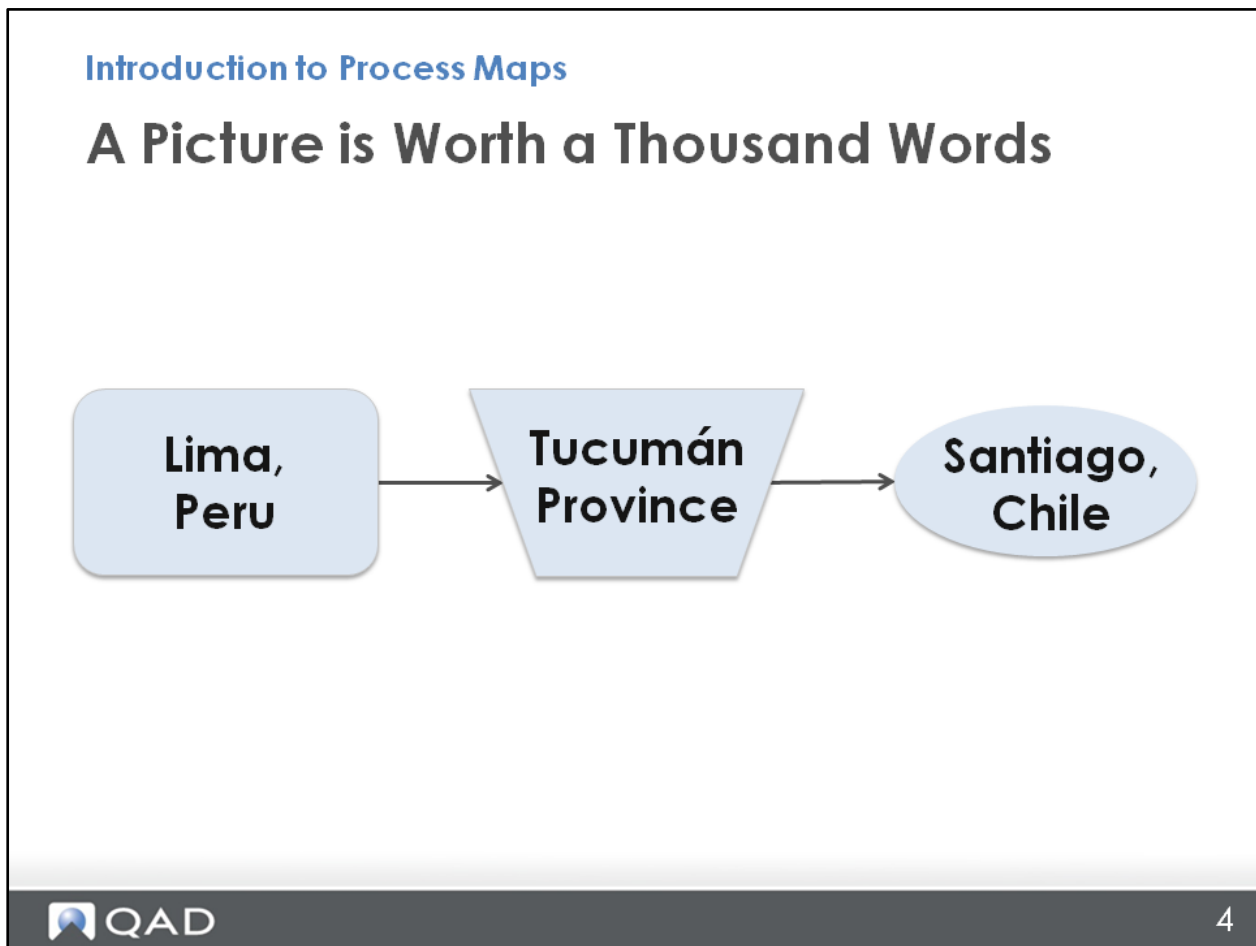 Introduction to Process Maps
A Picture is Worth a Thousand Words
Lima,
Peru
Tucumán
Province
Santiago,
Chile
QAD
4